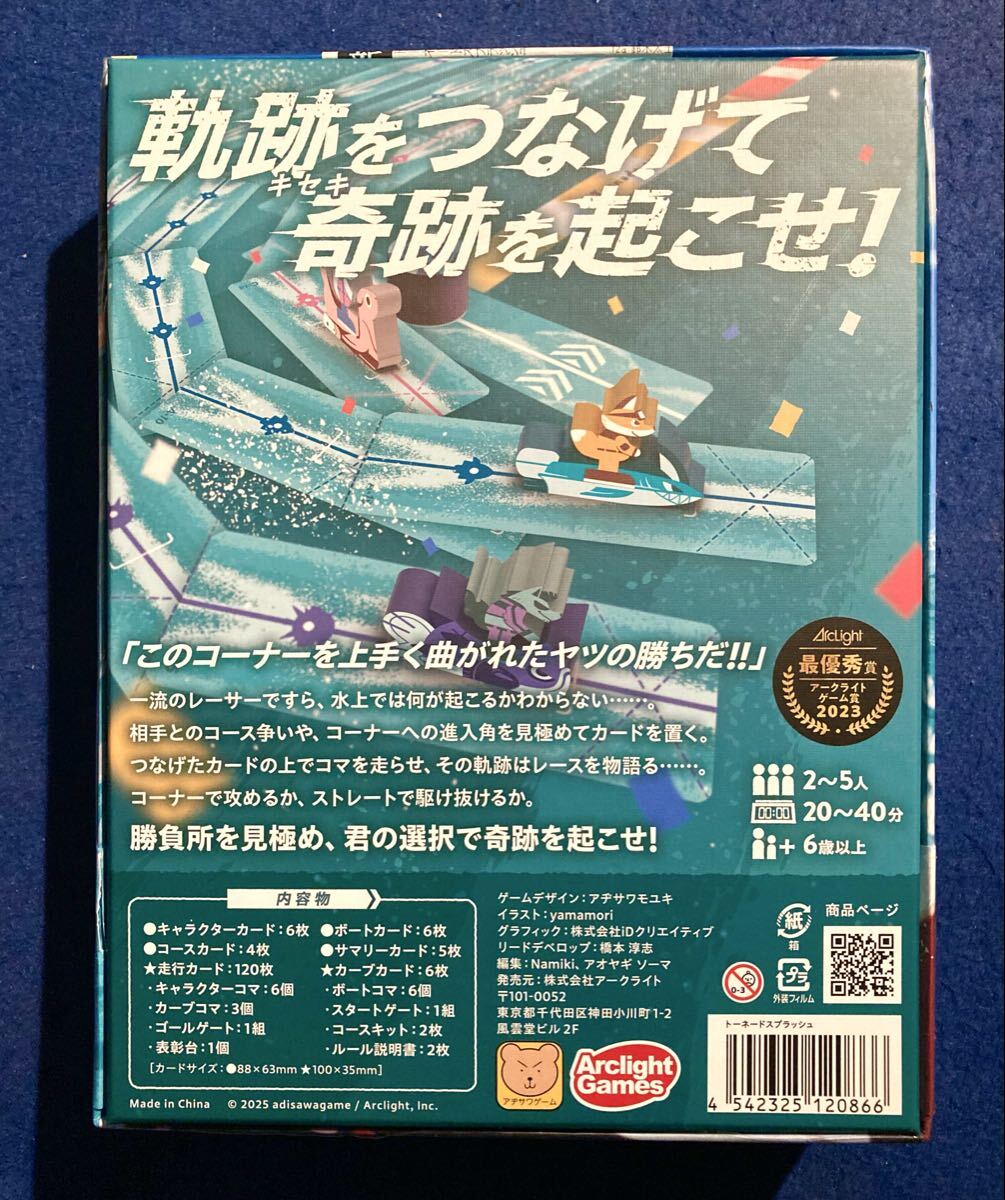 軌跡をつなげて
キセキ
奇跡を起こせ!
A-10
「このコーナーを上手く曲がれたヤツの勝ちだ!!」
一流のレーサーですら、水上では何が起こるかわからない……。
相手とのコース争いや、コーナーへの進入角を見極めてカードを置く。
つなげたカードの上でコマを走らせ、その軌跡はレースを物語る……。
コーナーで攻めるか、ストレートで駆け抜けるか。
勝負所を見極め、君の選択で奇跡を起こせ!
ArcLight
最優秀賞
アークライト
ゲーム賞
2023
2〜5人
00:00 20〜40分
+ 6歳以上
内容物
●キャラクターカード:6枚 ●ボートカード:6枚
●コースカード:4枚 ●サマリーカード:5枚
★走行カード:120枚 ★カーブカード:6枚
・キャラクターコマ:6個 ・ボートコマ:6個
・カーブコマ:3個 ・スタートゲート:1組
・ゴールゲート:1組 ・コースキット:2枚
・表彰台:1個 ・ルール説明書:2枚
[カードサイズ:●88×63mm ★100×35mm]
Made in China © 2025 adisawagame / Arclight, Inc.
ゲームデザイン:アヂサワモユキ
イラスト:yamamori
グラフィック:株式会社iDクリエイティブ
リードデベロップ:橋本 淳志
編集:Namiki、アオヤギ ソーマ
発売元:株式会社アークライト
〒101-0052
東京都千代田区神田小川町1-2
風雲堂ビル2F
アヂサワゲーム
Arclight
Games
紙
箱
商品ページ
0-3
プラ
外装フィルム
トーネードスプラッシュ
4 542325 120866